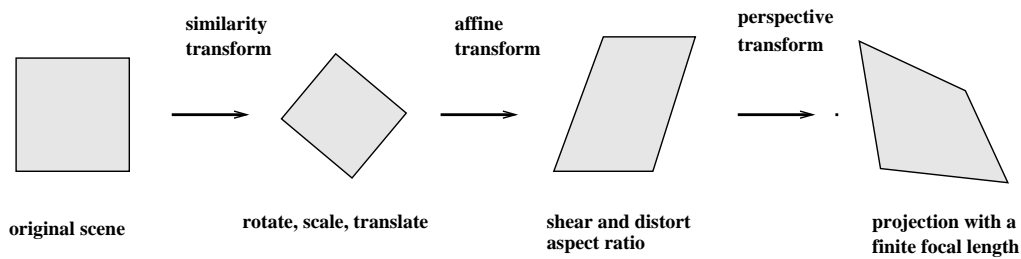 similarity
transform
affine
transform
perspective
transform
original scene
rotate, scale, translate
shear and distort
aspect ratio
projection with a
finite focal length